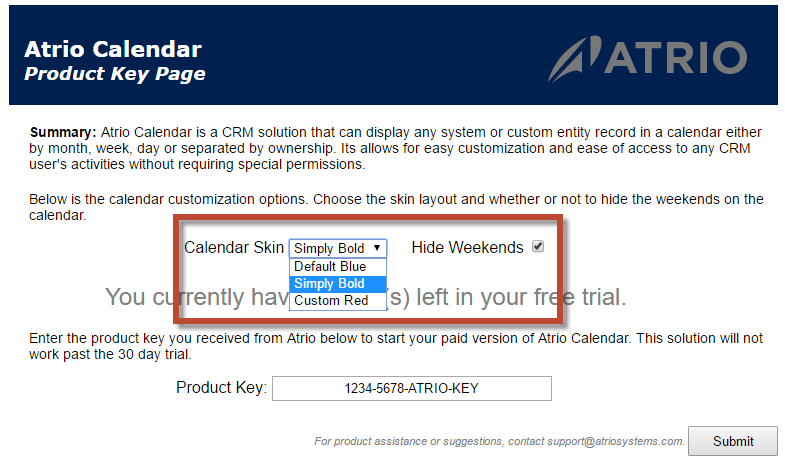 Atrio Calendar
Product Key Page
ATRIO
Summary: Atrio Calendar is a CRM solution that can display any system or custom entity record in a calendar either
by month, week, day or separated by ownership. Its allows for easy customization and ease of access to any CRM
user's activities without requiring special permissions.
Below is the calendar customization options. Choose the skin layout and whether or not to hide the weekends on the
calendar.
Calendar Skin Simply Bold Hide Weekends
Default Blue
Simply Bold
Custom Red
You currently hav (s) left in your free trial.
Enter the product key you received from Atrio below to start your paid version of Atrio Calendar. This solution will not
work past the 30 day trial.
Product Key: 1234-5678-ATRIO-KEY
For product assistance or suggestions, contact support@atriosystems.com. Submit